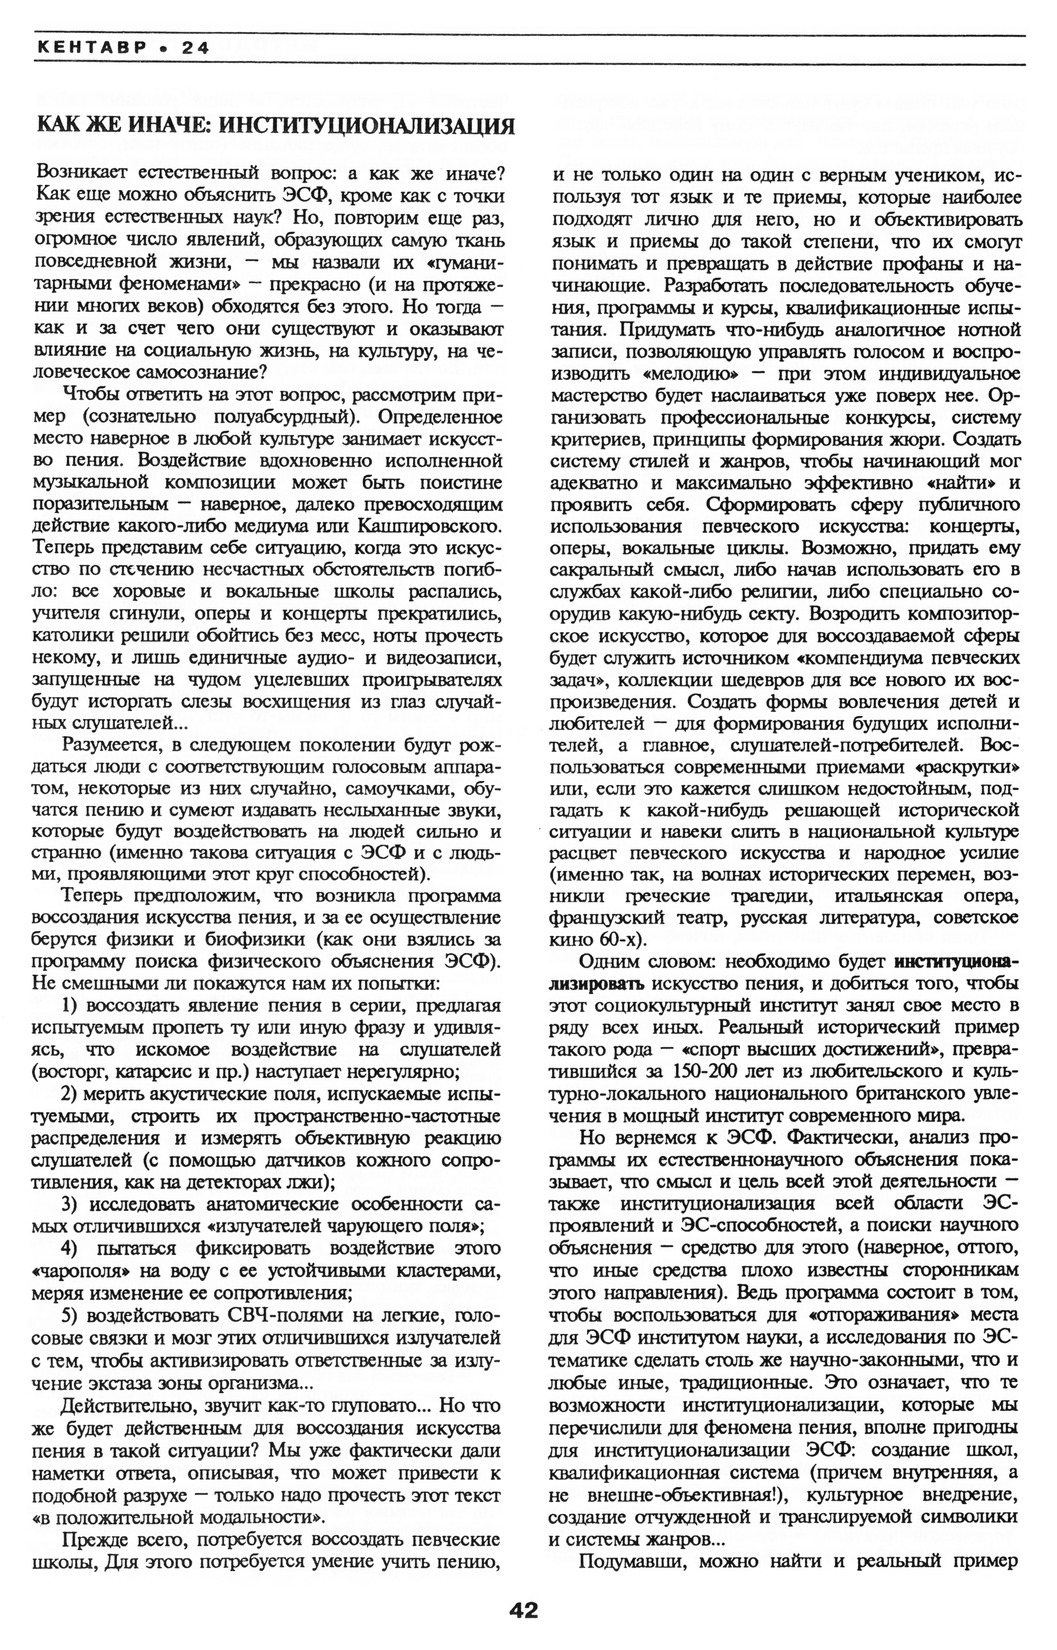 КЕНТАВР • 24
КАК ЖЕ ИНАЧЕ: ИНСТИТУЦИОНАЛИЗАЦИЯ
Возникает естественный вопрос: а как же иначе?
Как еще можно объяснить ЭСФ, кроме как с точки
зрения естественных наук? Но, повторим еще раз,
огромное число явлений, образующих самую ткань
повседневной жизни, — мы назвали их «гумани-
тарными феноменами» — прекрасно (и на протяже-
нии многих веков) обходятся без этого. Но тогда —
как и за счет чего они существуют и оказывают
влияние на социальную жизнь, на культуру, на че-
ловеческое самосознание?
Чтобы ответить на этот вопрос, рассмотрим при-
мер (сознательно полуабсурдный). Определенное
место наверное в любой культуре занимает искусст-
во пения. Воздействие вдохновенно исполненной
музыкальной композиции может быть поистине
поразительным — наверное, далеко превосходящим
действие какого-либо медиума или Кашпировского.
Теперь представим себе ситуацию, когда это искус-
ство по стечению несчастных обстоятельств погиб-
ло: все хоровые и вокальные школы распались,
учителя сгинули, оперы и концерты прекратились,
католики решили обойтись без месс, ноты прочесть
некому, и лишь единичные аудио- и видеозаписи,
запущенные на чудом уцелевших проигрывателях
будут исторгать слезы восхищения из глаз случай-
ных слушателей...
Разумеется, в следующем поколении будут рож-
даться люди с соответствующим голосовым аппара-
том, некоторые из них случайно, самоучками, обу-
чатся пению и сумеют издавать неслыханные звуки,
которые будут воздействовать на людей сильно и
странно (именно такова ситуация с ЭСФ и с людь-
ми, проявляющими этот круг способностей).
Теперь предположим, что возникла программа
воссоздания искусства пения, и за ее осуществление
берутся физики и биофизики (как они взялись за
программу поиска физического объяснения ЭСФ).
Не смешными ли покажутся нам их попытки:
1) воссоздать явление пения в серии, предлагая
испытуемым пропеть ту или иную фразу и удивля-
ясь, что искомое воздействие на слушателей
(восторг, катарсис и пр.) наступает нерегулярно;
2) мерить акустические поля, испускаемые испы-
туемыми, строить их пространственно-частотные
распределения и измерять объективную реакцию
слушателей (с помощью датчиков кожного сопро-
тивления, как на детекторах лжи);
3) исследовать анатомические особенности са-
мых отличившихся «излучателей чарующего поля»;
4) пытаться фиксировать воздействие этого
«чарополя» на воду с ее устойчивыми кластерами,
меряя изменение ее сопротивления;
5) воздействовать СВЧ-полями на легкие, голо-
совые связки и мозг этих отличившихся излучателей
с тем, чтобы активизировать ответственные за излу-
чение экстаза зоны организма...
Действительно, звучит как-то глуповато... Но что
же будет действенным для воссоздания искусства
пения в такой ситуации? Мы уже фактически дали
наметки ответа, описывая, что может привести к
подобной разрухе — только надо прочесть этот текст
«в положительной модальности».
Прежде всего, потребуется воссоздать певческие
школы, Для этого потребуется умение учить пению,
и не только один на один с верным учеником, ис-
пользуя тот язык и те приемы, которые наиболее
подходят лично для него, но и объективировать
язык и приемы до такой степени, что их смогут
понимать и превращать в действие профаны и на-
чинающие. Разработать последовательность обуче-
ния, программы и курсы, квалификационные испы-
тания. Придумать что-нибудь аналогичное нотной
записи, позволяющую управлять голосом и воспро-
изводить «мелодию» — при этом индивидуальное
мастерство будет наслаиваться уже поверх нее. Ор-
ганизовать профессиональные конкурсы, систему
критериев, принципы формирования жюри. Создать
систему стилей и жанров, чтобы начинающий мог
адекватно и максимально эффективно «найти» и
проявить себя. Сформировать сферу публичного
использования певческого искусства: концерты,
оперы, вокальные циклы. Возможно, придать ему
сакральный смысл, либо начав использовать его в
службах какой-либо религии, либо специально со-
орудив какую-нибудь секту. Возродить композитор-
ское искусство, которое для воссоздаваемой сферы
будет служить источником «компендиума певческих
задач», коллекции шедевров для все нового их вос-
произведения. Создать формы вовлечения детей и
любителей — для формирования будущих исполни-
телей, а главное, слушателей-потребителей. Вос-
пользоваться современными приемами «раскрутки»
или, если это кажется слишком недостойным, под-
гадать к какой-нибудь решающей исторической
ситуации и навеки слить в национальной культуре
расцвет певческого искусства и народное усилие
(именно так, на волнах исторических перемен, воз-
никли греческие трагедии, итальянская опера,
французский театр, русская литература, советское
кино 60-х).
Одним словом: необходимо будет институциона-
лизировать искусство пения, и добиться того, чтобы
этот социокультурный институт занял свое место в
ряду всех иных. Реальный исторический пример
такого рода — «спорт высших достижений», превра-
тившийся за 150-200 лет из любительского и куль-
турно-локального национального британского увле-
чения в мощный институт современного мира.
Но вернемся к ЭСФ. Фактически, анализ про-
граммы их естественнонаучного объяснения пока-
зывает, что смысл и цель всей этой деятельности —
также институционализация всей области ЭС-
проявлений и ЭС-способностей, а поиски научного
объяснения — средство для этого (наверное, оттого,
что иные средства плохо известны сторонникам
этого направления). Ведь программа состоит в том,
чтобы воспользоваться для «отгораживания» места
для ЭСФ институтом науки, а исследования по ЭС-
тематике сделать столь же научно-законными, что и
любые иные, традиционные. Это означает, что те
возможности институционализации, которые мы
перечислили для феномена пения, вполне пригодны
для институционализации ЭСФ: создание школ,
квалификационная система (причем внутренняя, а
не внешне-объективная!), культурное внедрение,
создание отчужденной и транслируемой символики
и системы жанров...
Подумавши, можно найти и реальный пример
42